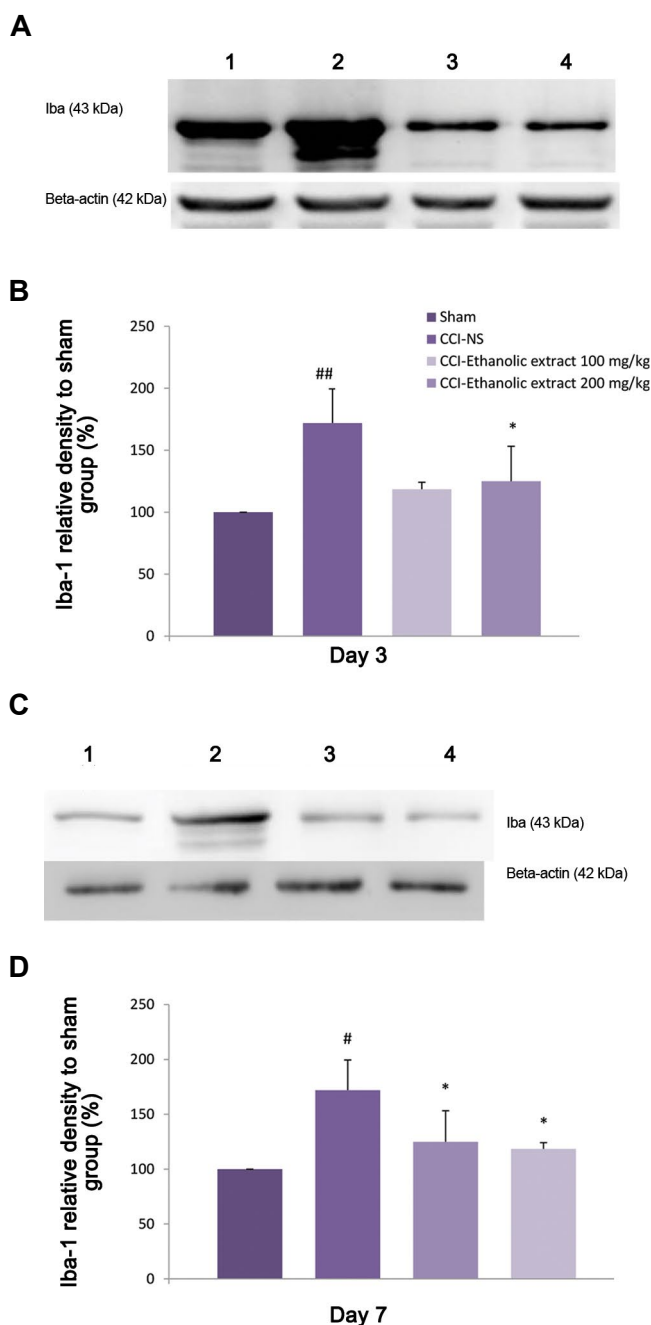 A
1 2 3 4
Iba (43 kDa)
Beta-actin (42 kDa)
B
Iba-1 relative density to sham
group (%)
250
200
150
100
50
0
##
*
Sham
CCI-NS
CCI-Ethanolic extract 100 mg/kg
CCI-Ethanolic extract 200 mg/kg
Day 3
C
1 2 3 4
Iba (43 kDa)
Beta-actin (42 kDa)
D
Iba-1 relative density to sham
group (%)
250
200
150
100
50
0
#
*
*
Day 7